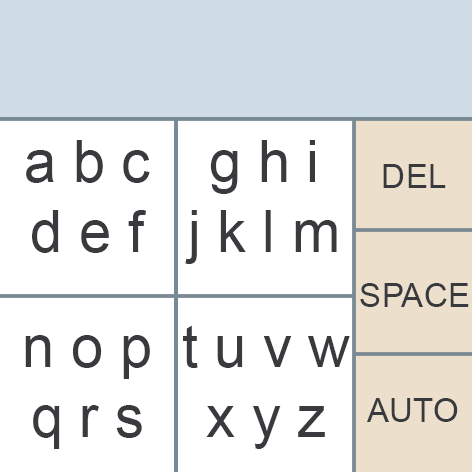 a b c
d e f
g h i
j k l m
n o p
q r s
t u v w
x y z
DEL
SPACE
AUTO